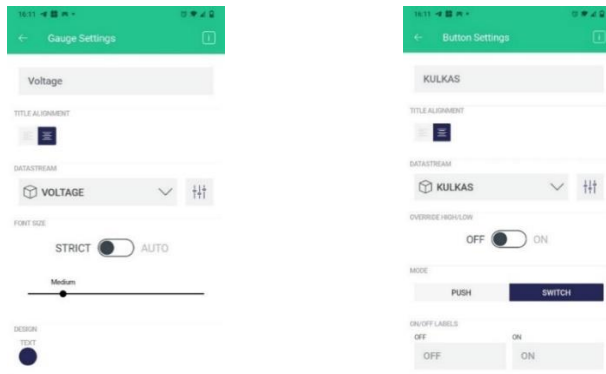 16:11
Gauge Settings
Voltage
TITLE ALIGNMENT
DATASTREAM
VOLTAGE
FONT SIZE
STRICT AUTO
Medium
DESIGN
TEXT
16:11
Button Settings
KULKAS
TITLE ALIGNMENT
DATASTREAM
KULKAS
OVERRIDE HIGH/LOW
OFF ON
MODE
PUSH SWITCH
ON/OFF LABELS
OFF ON
OFF ON